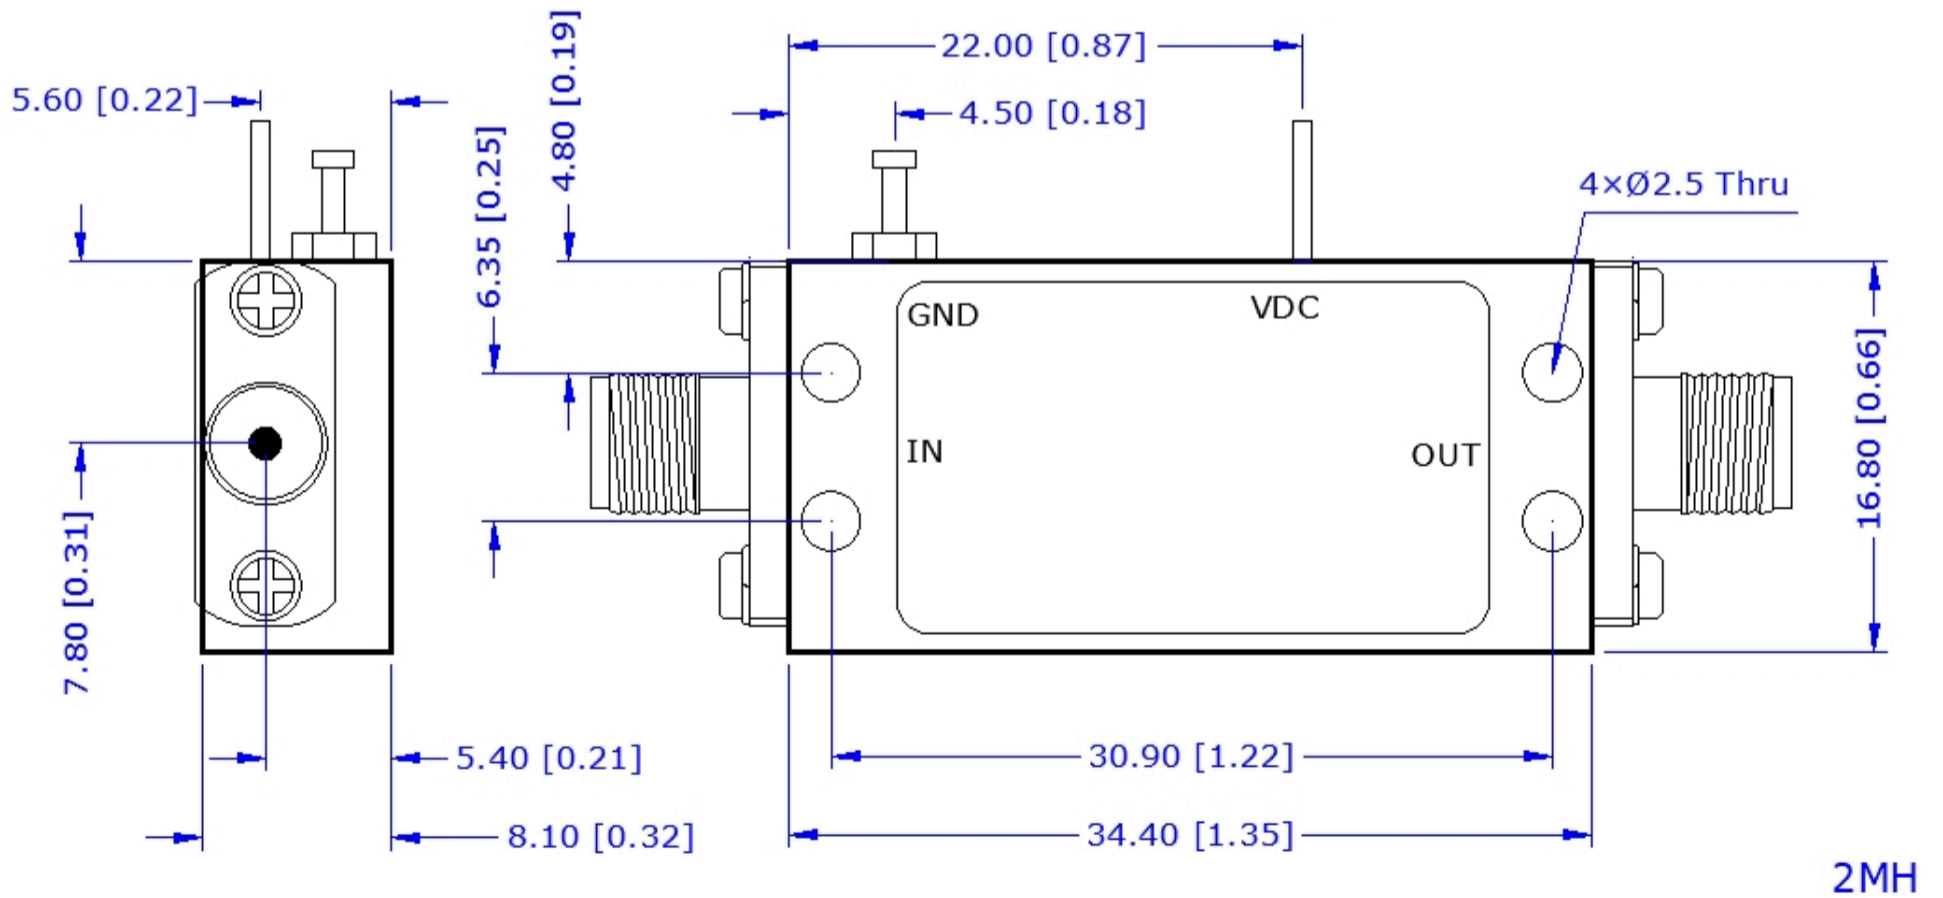 22.00 [0.87]
5.60 [0.22]
4.80 [0.19]
4.50 [0.18]
6.35 [0.25]
4×Ø2.5 Thru
GND
VDC
16.80 [0.66]
IN
OUT
7.80 [0.31]
5.40 [0.21]
30.90 [1.22]
8.10 [0.32]
34.40 [1.35]
2MH